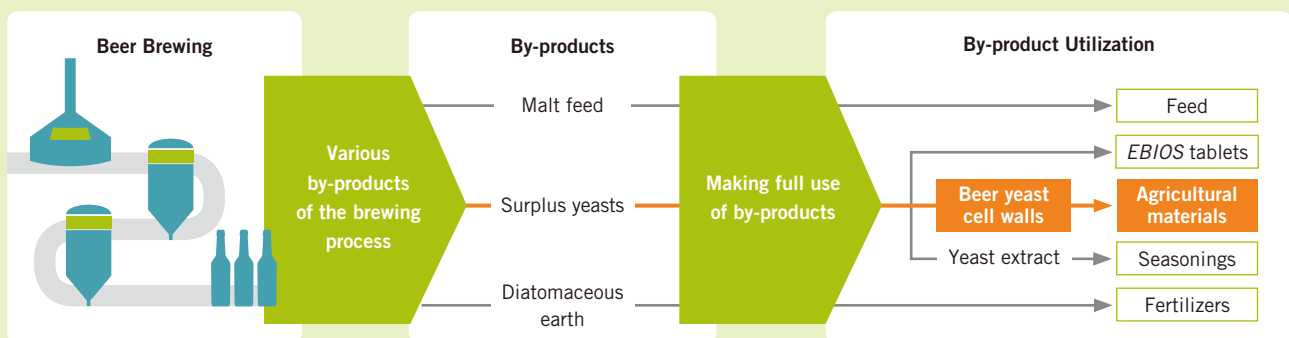 Beer Brewing
By-products
By-product Utilization
Various
by-products
of the brewing
process
Malt feed
Surplus yeasts
Diatomaceous
earth
Making full use
of by-products
Feed
EBIOS tablets
Beer yeast
cell walls
Agricultural
materials
Yeast extract
Seasonings
Fertilizers